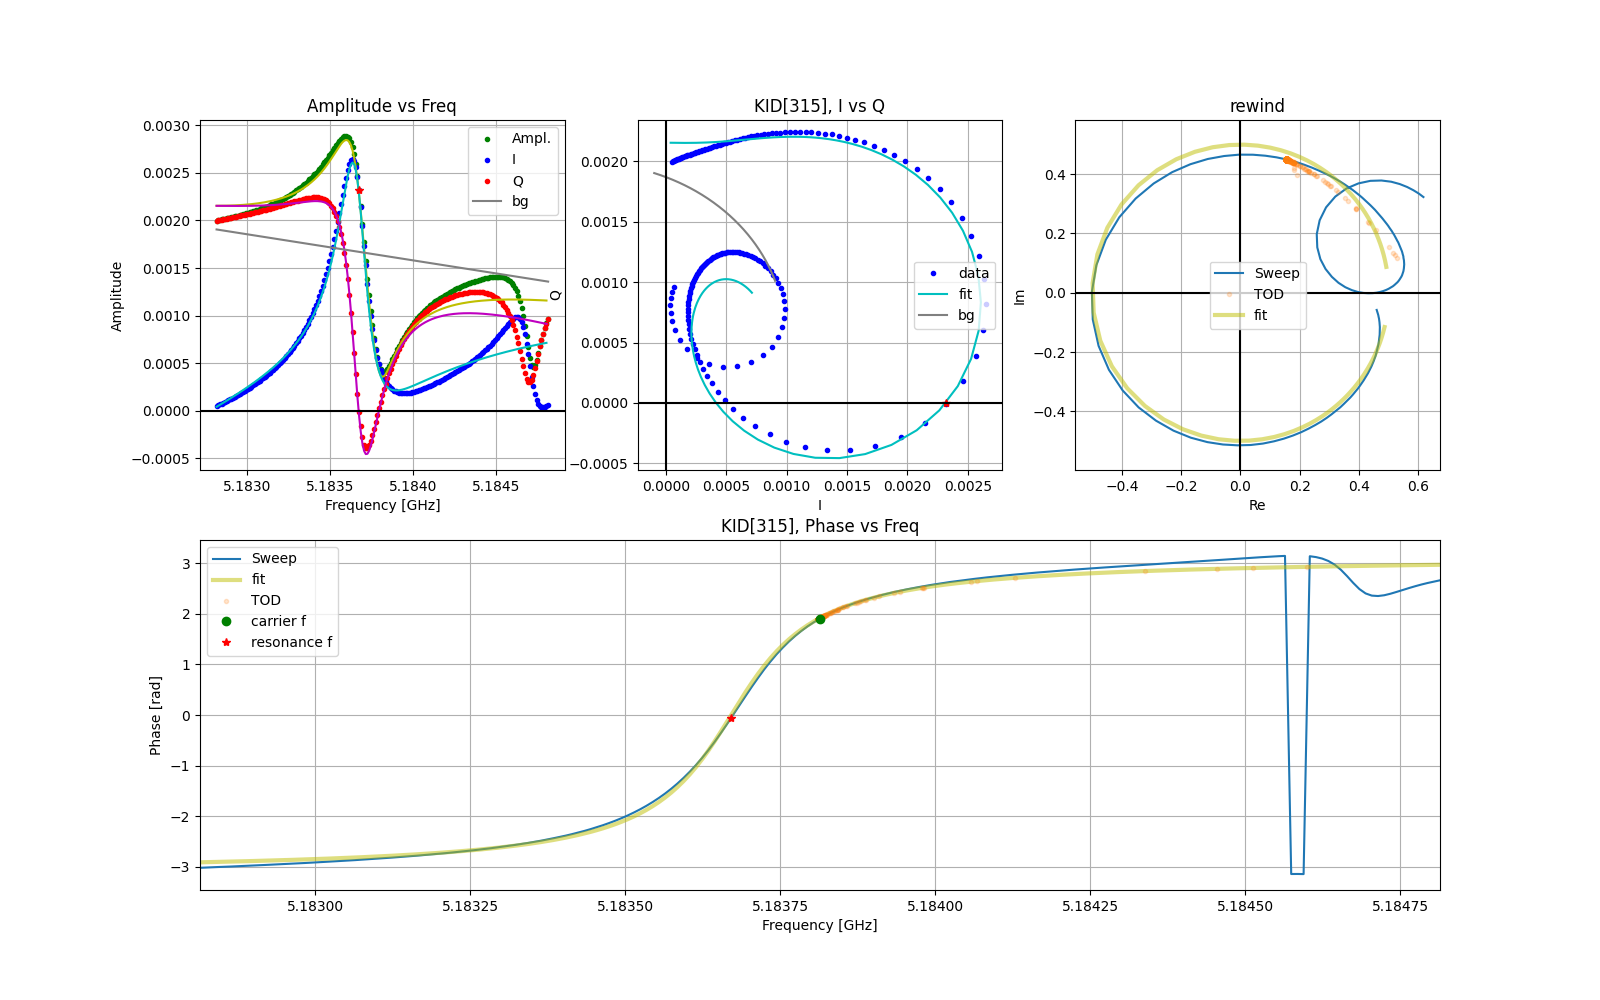 Amplitude vs Freq
0.0030
0.0025
0.0020
0.0015
0.0010
0.0005
0.0000
−0.0005
Amplitude
Ampl.
I
Q
bg
5.1830
5.1835
5.1840
5.1845
Frequency [GHz]
KID[315], I vs Q
0.0020
0.0015
0.0010
0.0005
0.0000
−0.0005
Q
data
fit
bg
0.0000
0.0005
0.0010
0.0015
0.0020
0.0025
I
rewind
0.4
0.2
0.0
−0.2
−0.4
Im
Sweep
TOD
fit
−0.4
−0.2
0.0
0.2
0.4
0.6
Re
KID[315], Phase vs Freq
3
2
1
0
−1
−2
−3
Phase [rad]
Sweep
fit
TOD
carrier f
resonance f
5.18300
5.18325
5.18350
5.18375
5.18400
5.18425
5.18450
5.18475
Frequency [GHz]